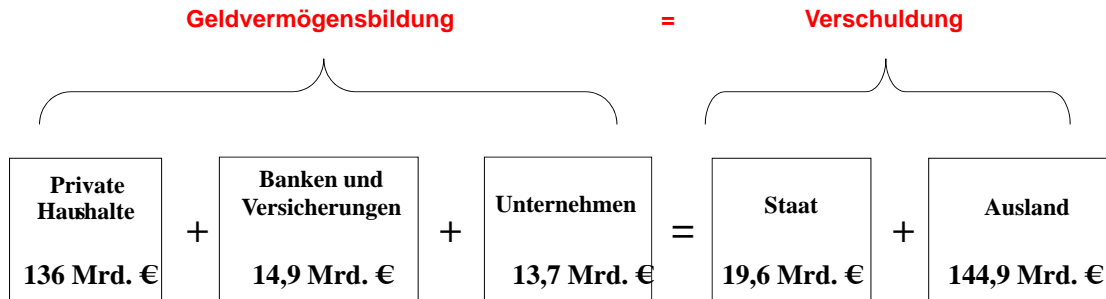 Geldvermögensbildung = Verschuldung
Private
Haushalte
136 Mrd. €
+
Banken und
Versicherungen
14,9 Mrd. €
+
Unternehmen
13,7 Mrd. €
=
Staat
19,6 Mrd. €
+
Ausland
144,9 Mrd. €